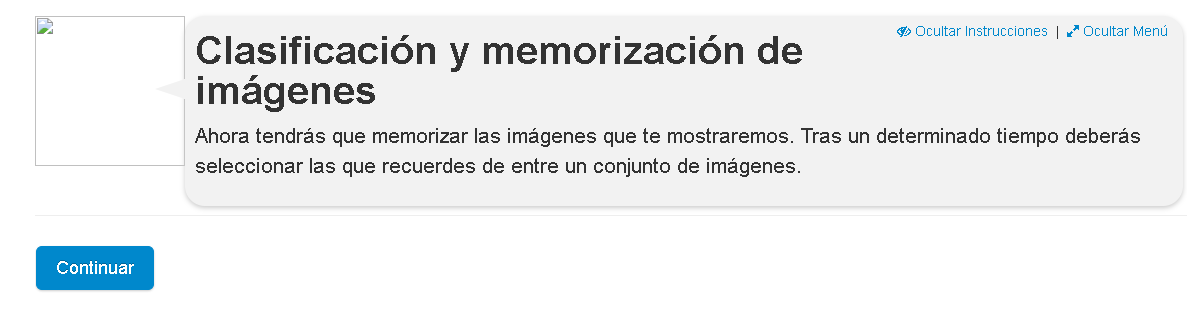 Ocultar Instrucciones | Ocultar Menú
Clasificación y memorización de
imágenes
Ahora tendrás que memorizar las imágenes que te mostraremos. Tras un determinado tiempo deberás
seleccionar las que recuerdes de entre un conjunto de imágenes.
Continuar